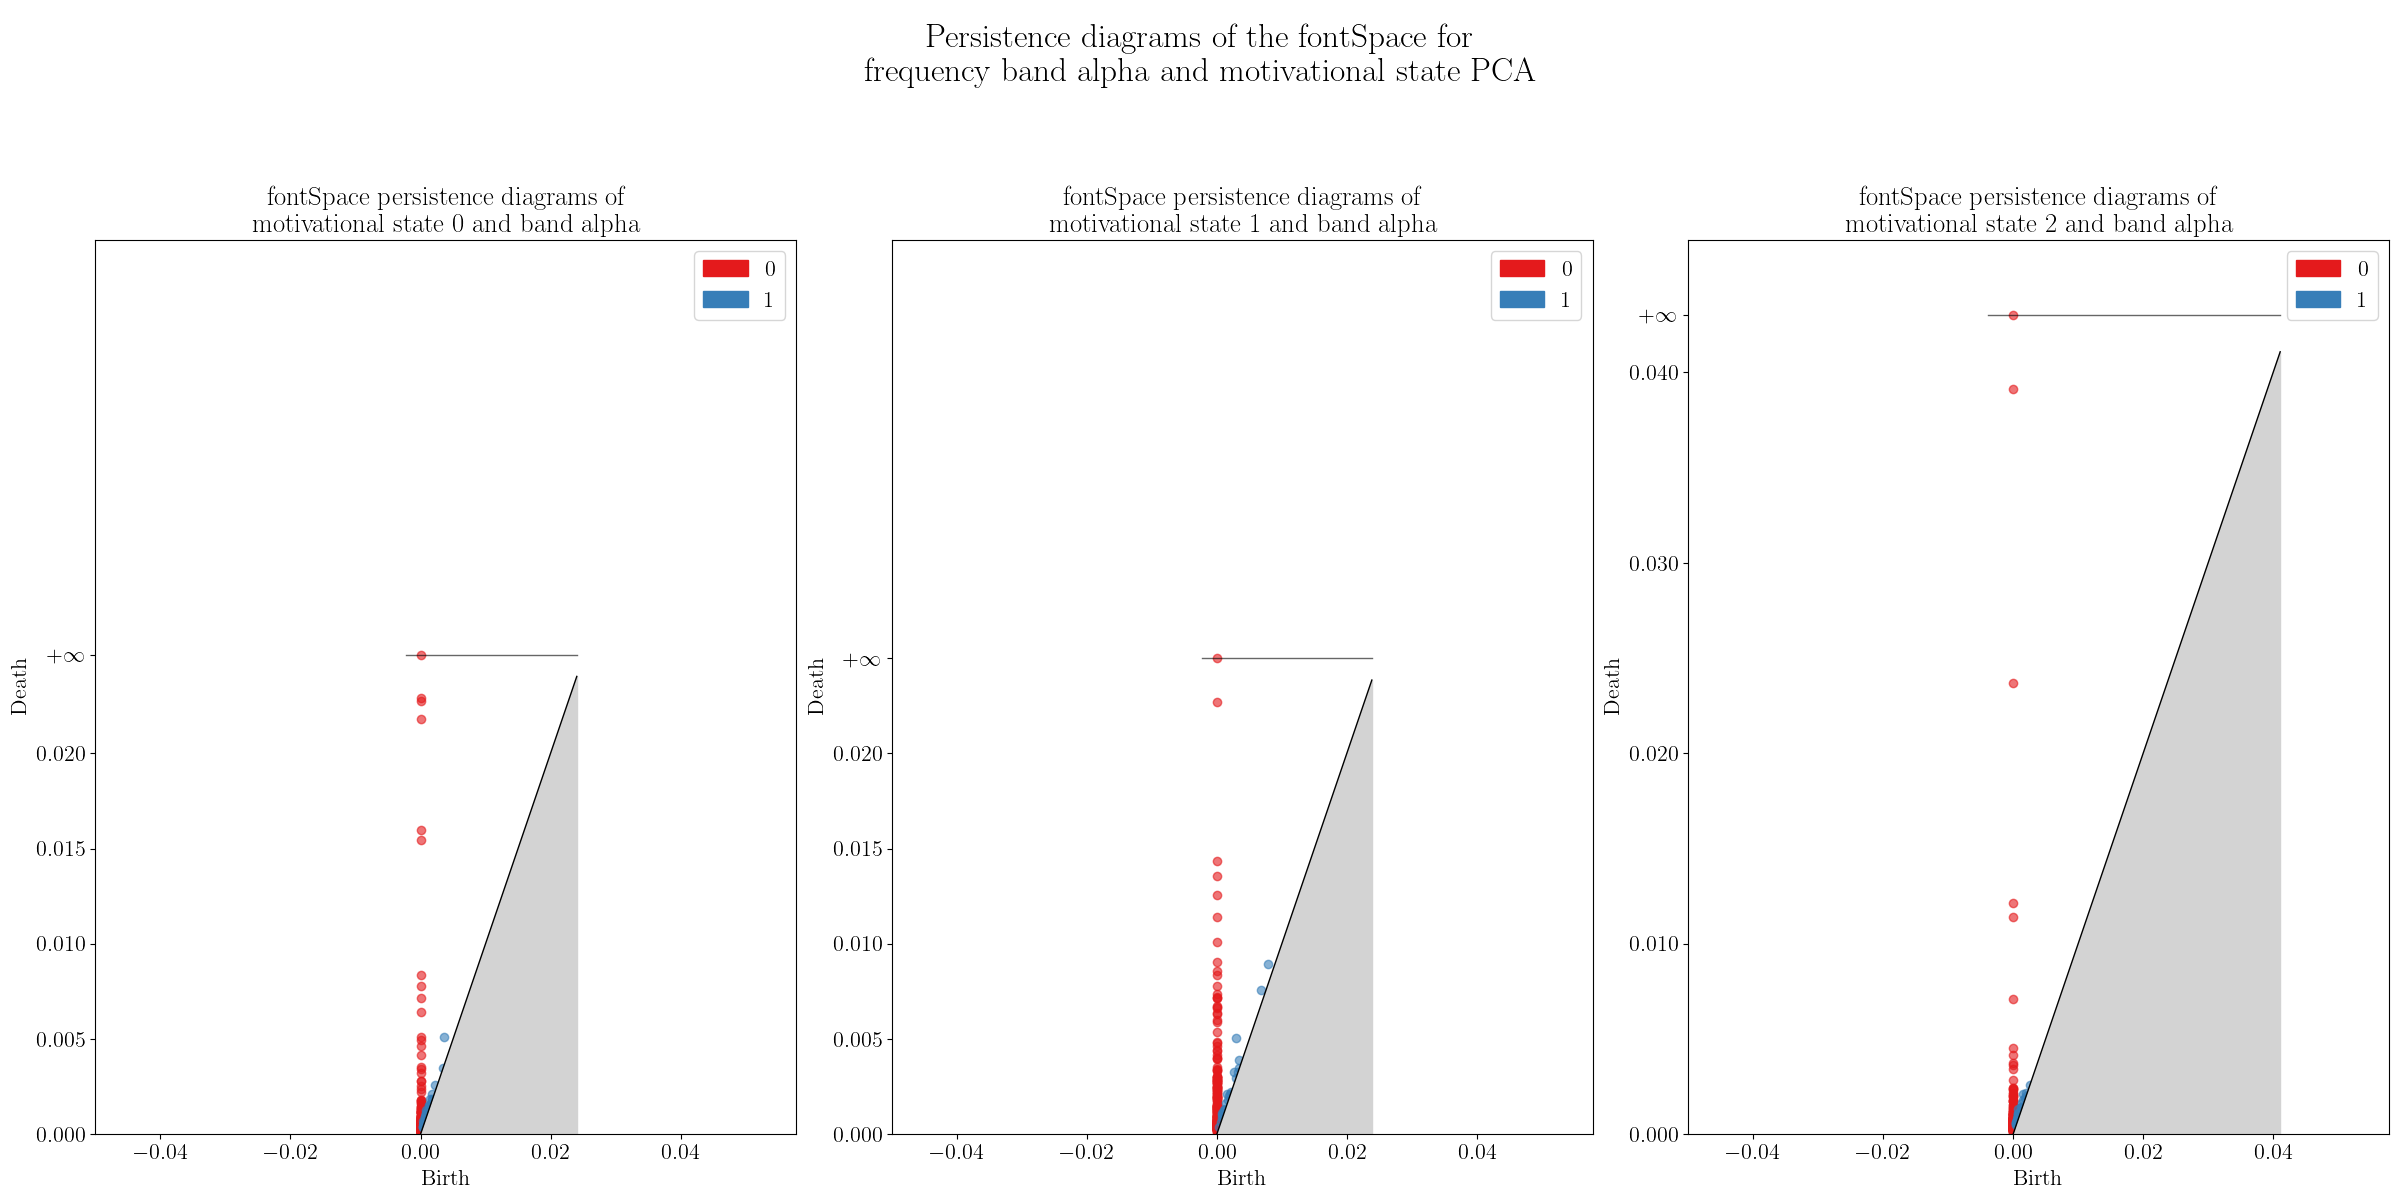 Persistence diagrams of the fontSpace for
frequency band alpha and motivational state PCA
fontSpace persistence diagrams of
motivational state 0 and band alpha
0
1
+∞
0.020
0.015
0.010
0.005
0.000
Death
−0.04
−0.02
0.00
0.02
0.04
Birth
fontSpace persistence diagrams of
motivational state 1 and band alpha
0
1
+∞
0.020
0.015
0.010
0.005
0.000
Death
−0.04
−0.02
0.00
0.02
0.04
Birth
fontSpace persistence diagrams of
motivational state 2 and band alpha
0
1
+∞
0.040
0.030
0.020
0.010
0.000
Death
−0.04
−0.02
0.00
0.02
0.04
Birth